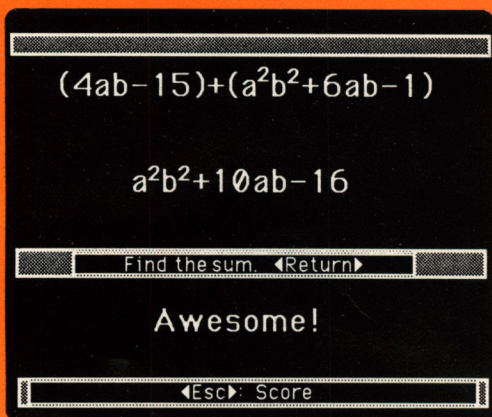 (4ab-15)+(a²b²+6ab-1)
a²b²+10ab-16
Find the sum. ◀Return▶
Awesome!
◀Esc▶: Score